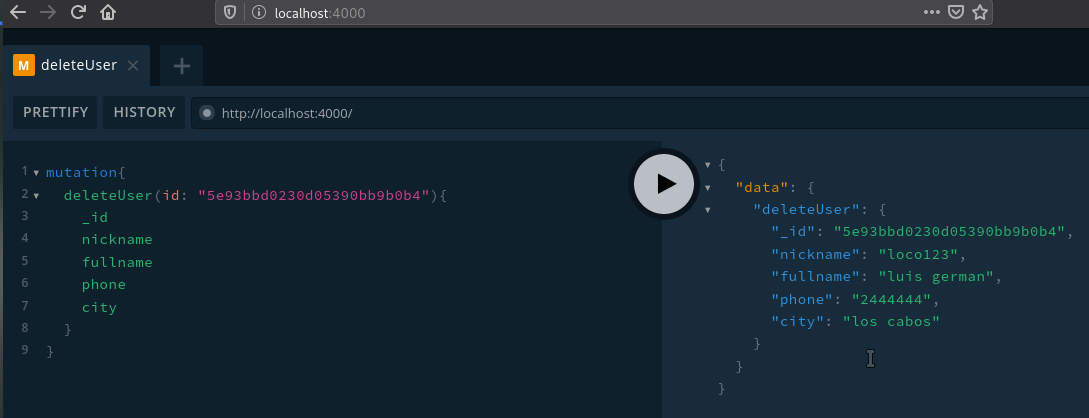 localhost:4000
M deleteUser
PRETTIFY HISTORY http://localhost:4000/
1 mutation{
2 deleteUser(id: "5e93bbd0230d05390bb9b0b4"){
3 _id
4 nickname
5 fullname
6 phone
7 city
8 }
9 }
{
"data": {
"deleteUser": {
"_id": "5e93bbd0230d05390bb9b0b4",
"nickname": "loco123",
"fullname": "luis german",
"phone": "2444444",
"city": "los cabos"
}
}
}